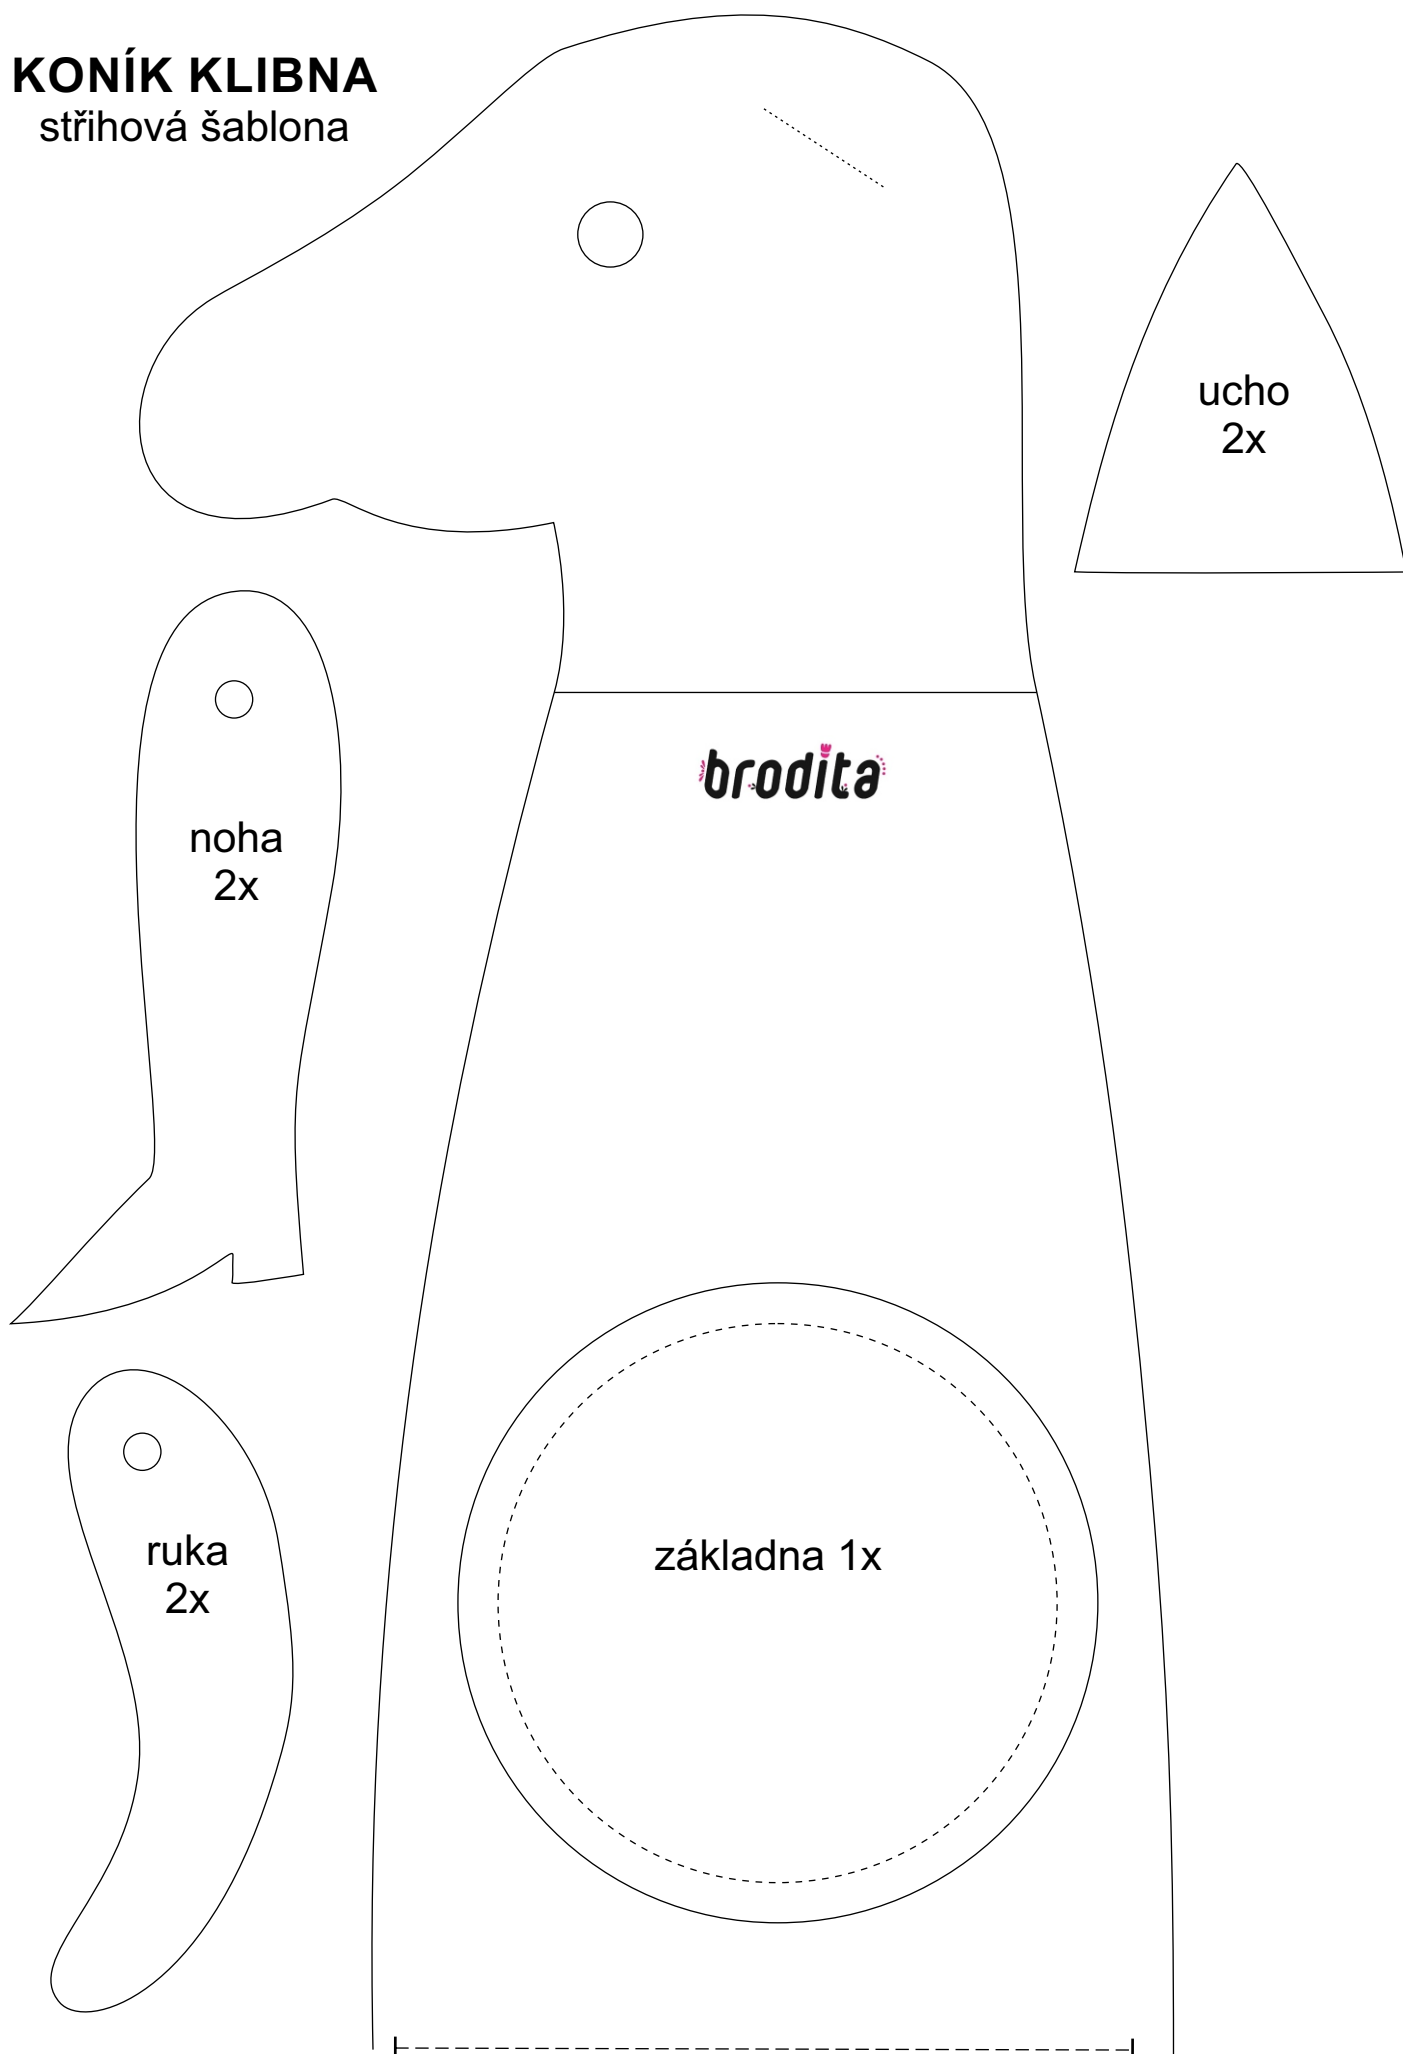 KONÍK KLIBNA
střihová šablona
ucho
2x
brodita
noha
2x
základna 1x
ruka
2x